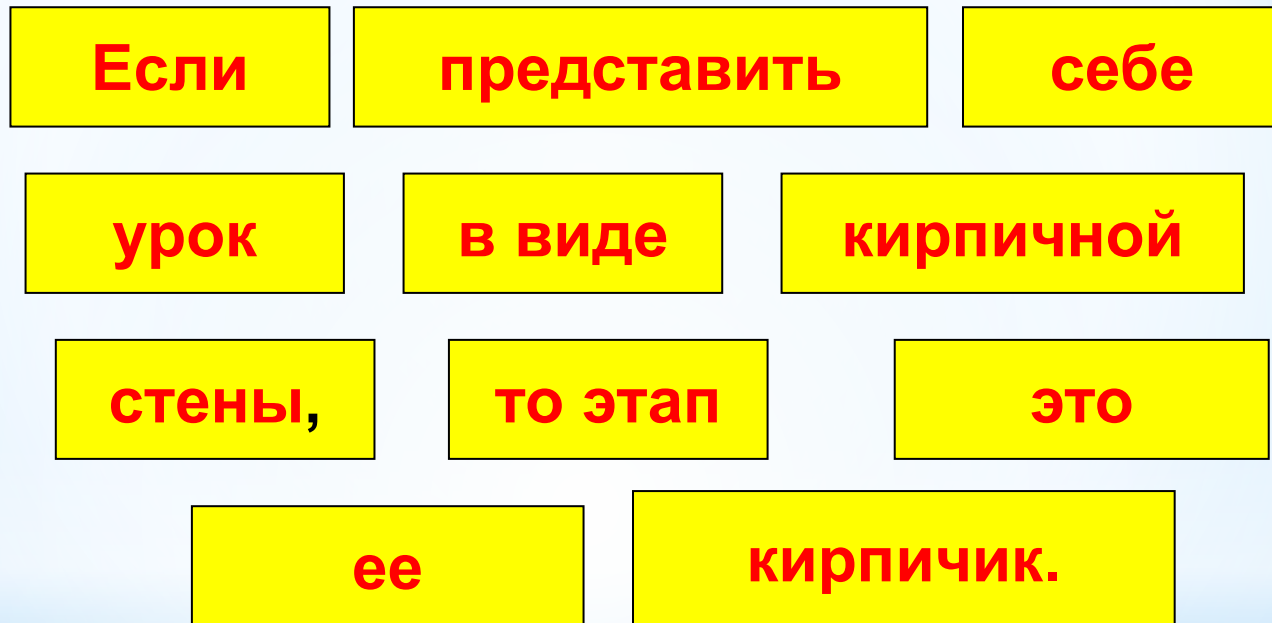 Если представить себе
урок в виде кирпичной
стены, то этап это
ее кирпичик.